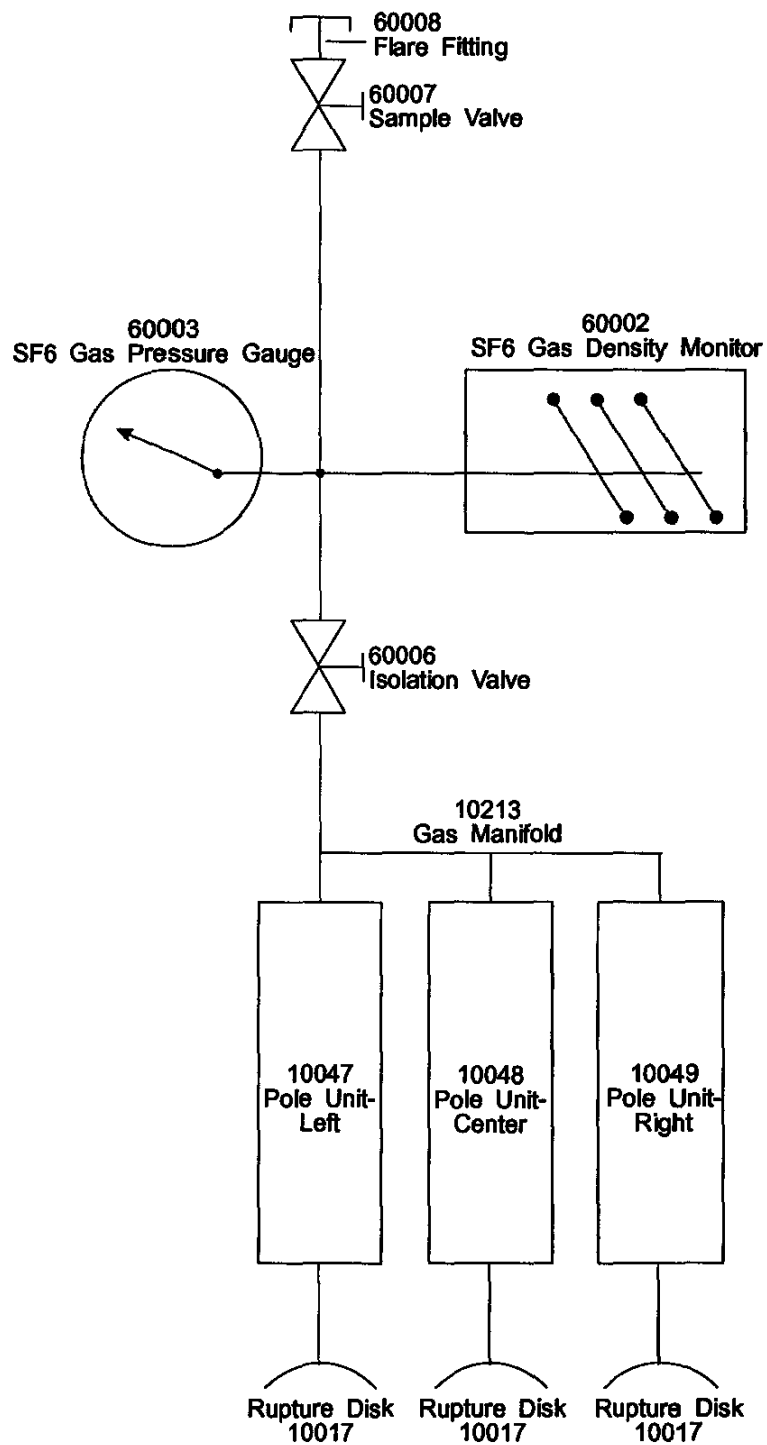 60008
Flare Fitting
60007
Sample Valve
60003
SF6 Gas Pressure Gauge
60002
SF6 Gas Density Monitor
60006
Isolation Valve
10213
Gas Manifold
10047
Pole Unit-
Left
10048
Pole Unit-
Center
10049
Pole Unit-
Right
Rupture Disk
10017
Rupture Disk
10017
Rupture Disk
10017